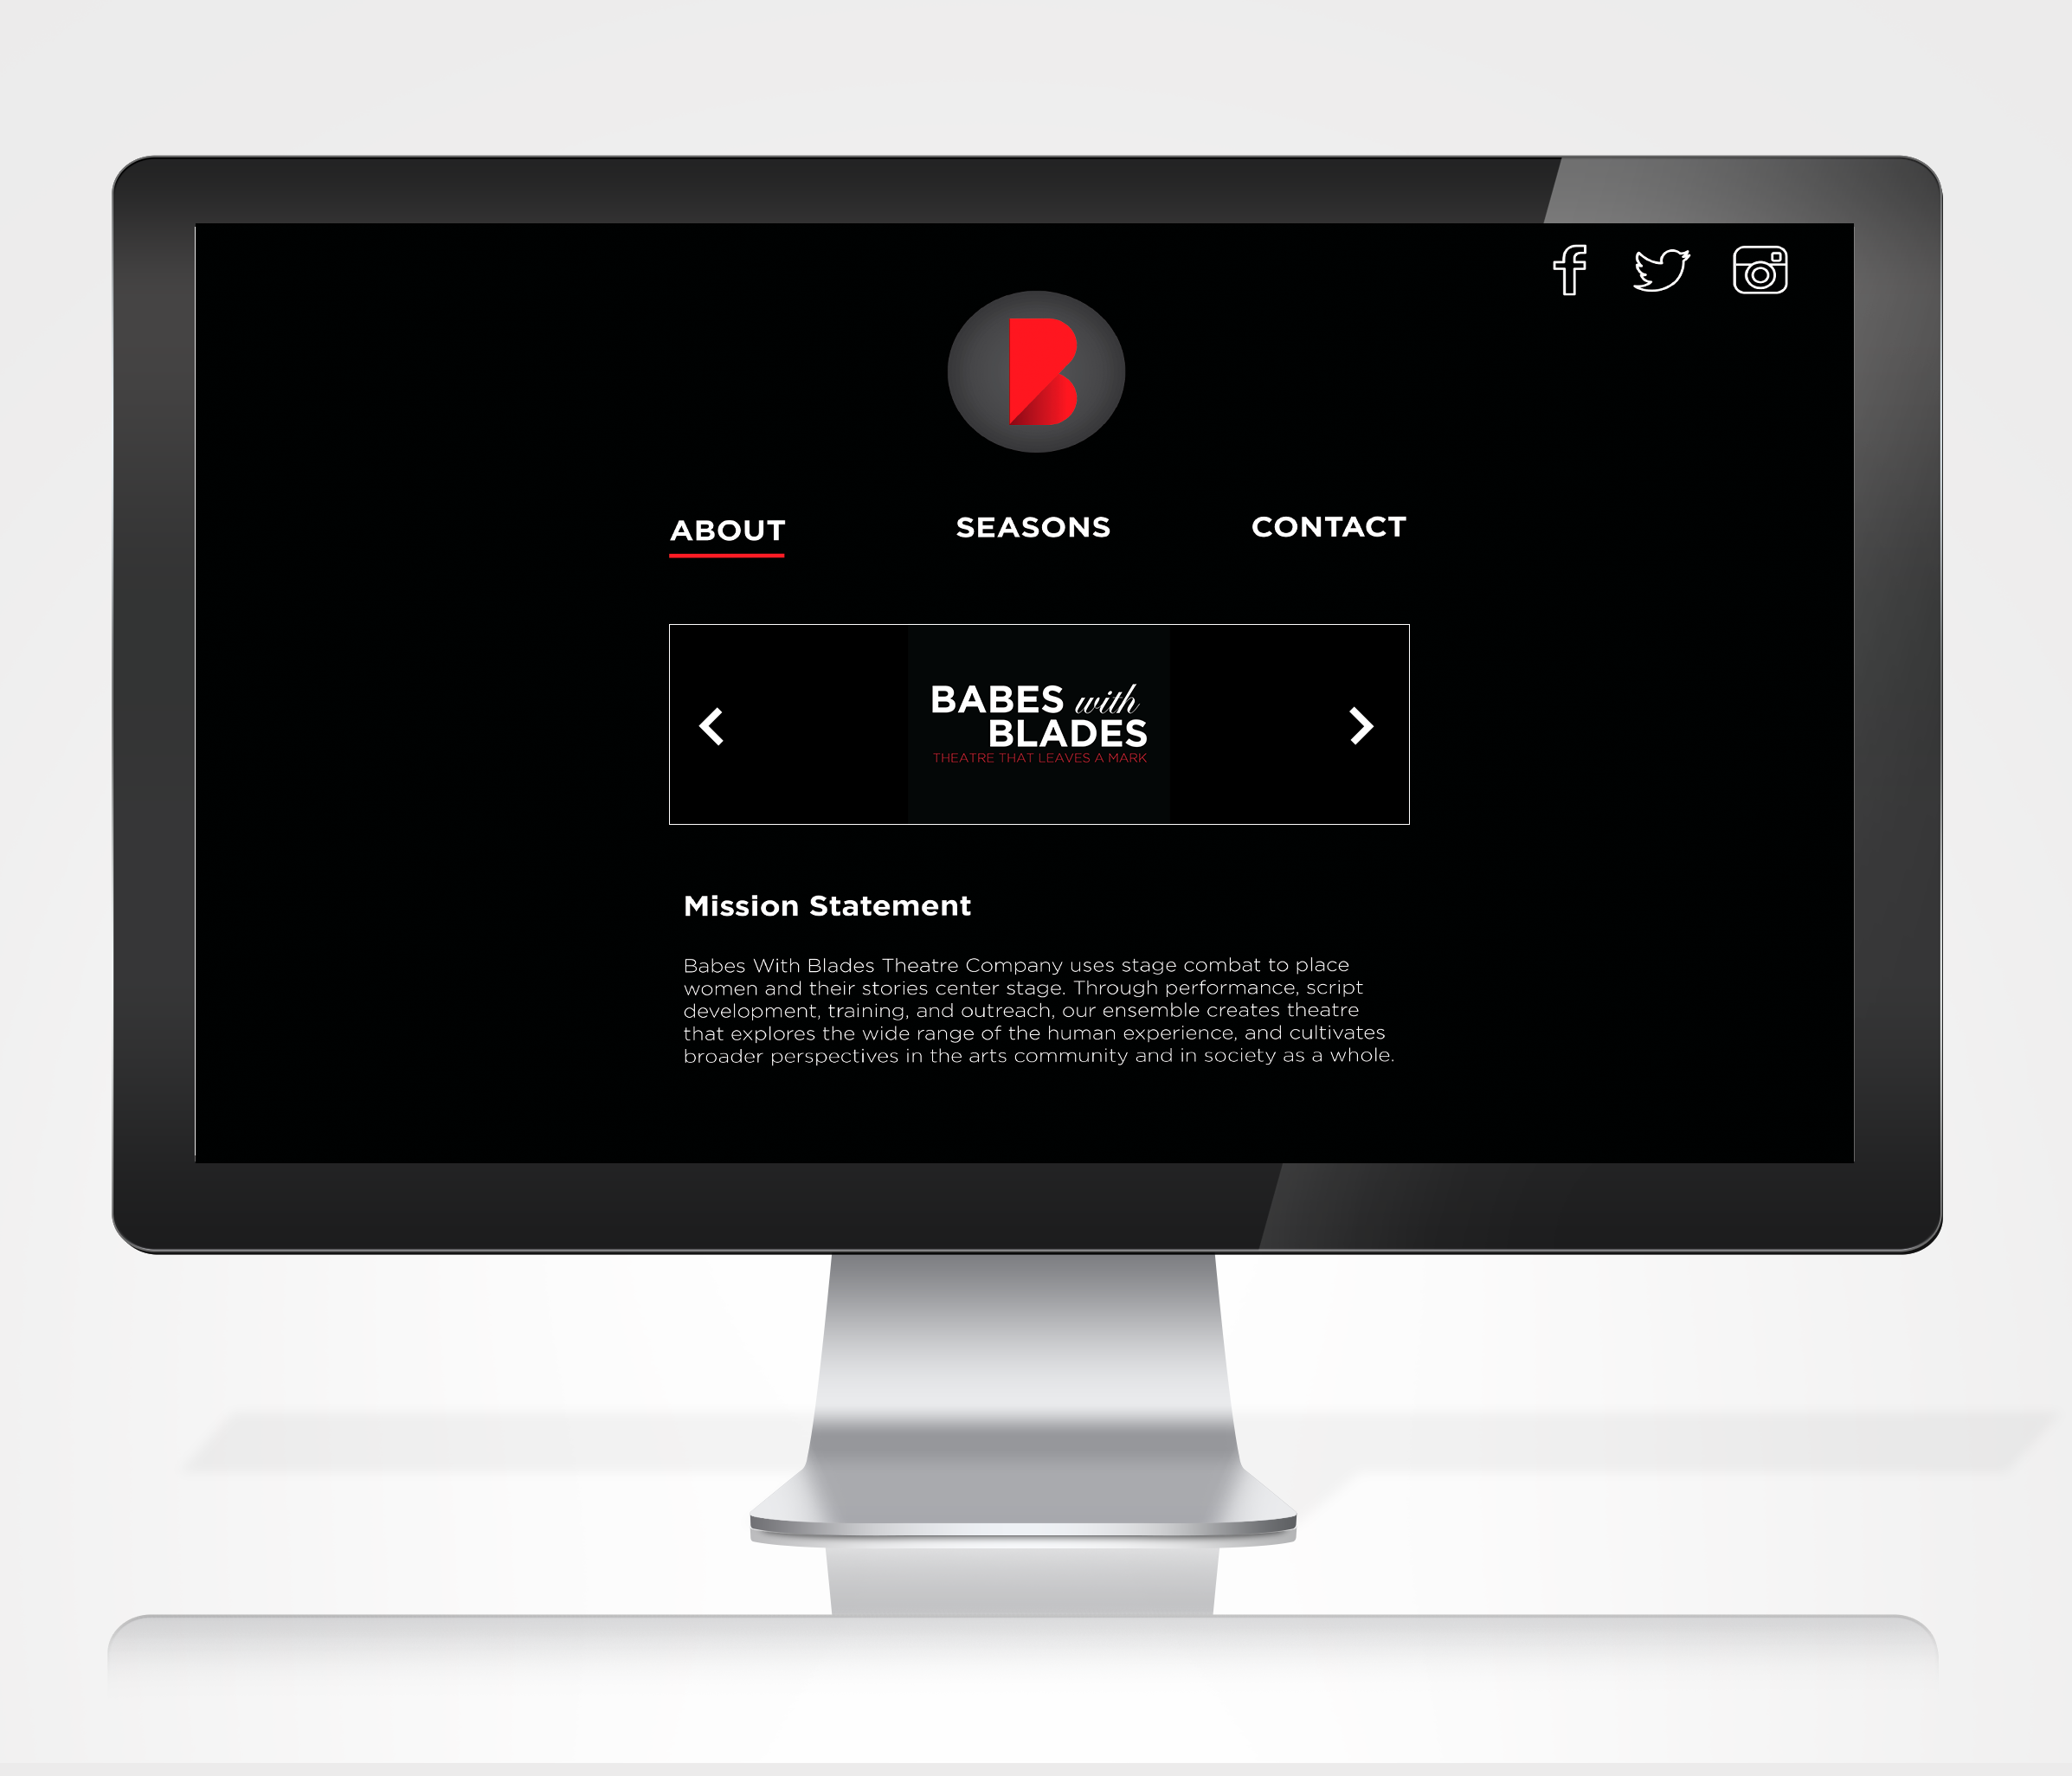 B
ABOUT SEASONS CONTACT
BABES with
BLADES
THEATRE THAT LEAVES A MARK
Mission Statement
Babes With Blades Theatre Company uses stage combat to place
women and their stories center stage. Through performance, script
development, training, and outreach, our ensemble creates theatre
that explores the wide range of the human experience, and cultivates
broader perspectives in the arts community and in society as a whole.